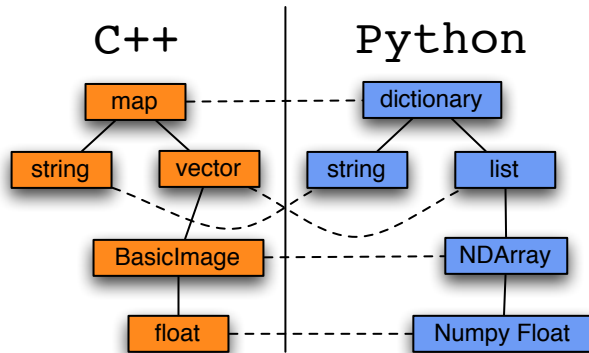 C++ Python
map dictionary
string vector string list
BasicImage NDArray
float Numpy Float